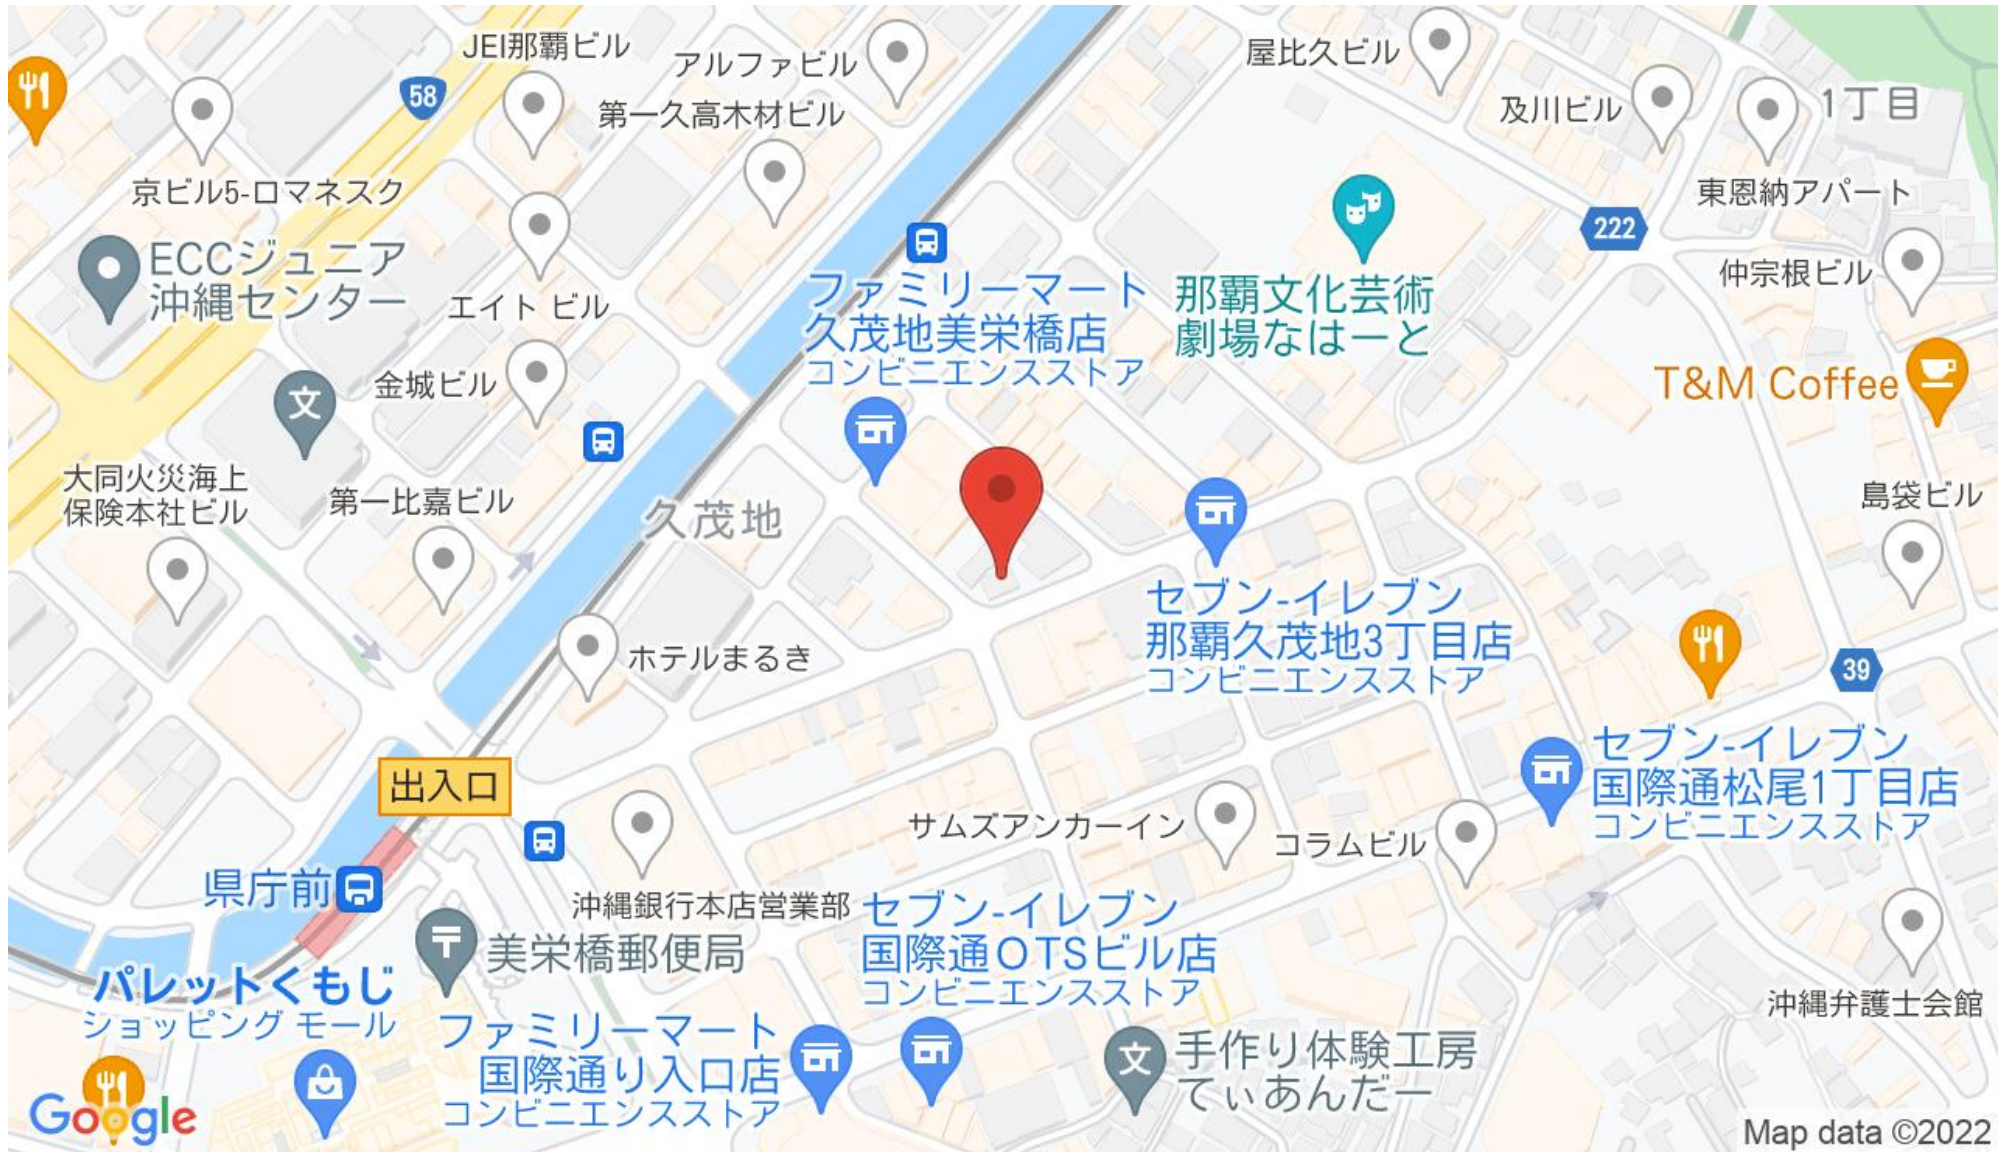 JEI那覇ビル
アルファビル
屋比久ビル
58
第一久高木材ビル
及川ビル
1丁目
京ビル5-ロマネスク
東恩納アパート
222
ECCジュニア
沖縄センター
エイト ビル
ファミリーマート
久茂地美栄橋店
コンビニエンスストア
那覇文化芸術
劇場なはーと
仲宗根ビル
T&M Coffee
金城ビル
文
大同火災海上
保険本社ビル
第一比嘉ビル
久茂地
島袋ビル
セブン-イレブン
那覇久茂地3丁目店
コンビニエンスストア
ホテルまるき
39
セブン-イレブン
国際通松尾1丁目店
コンビニエンスストア
出入口
サムズアンカーイン
コラムビル
県庁前
沖縄銀行本店営業部
美栄橋郵便局
セブン-イレブン
国際通OTSビル店
コンビニエンスストア
パレットくもじ
ショッピング モール
沖縄弁護士会館
ファミリーマート
国際通り入口店
コンビニエンスストア
文
手作り体験工房
てぃあんだー
Google
Map data ©2022